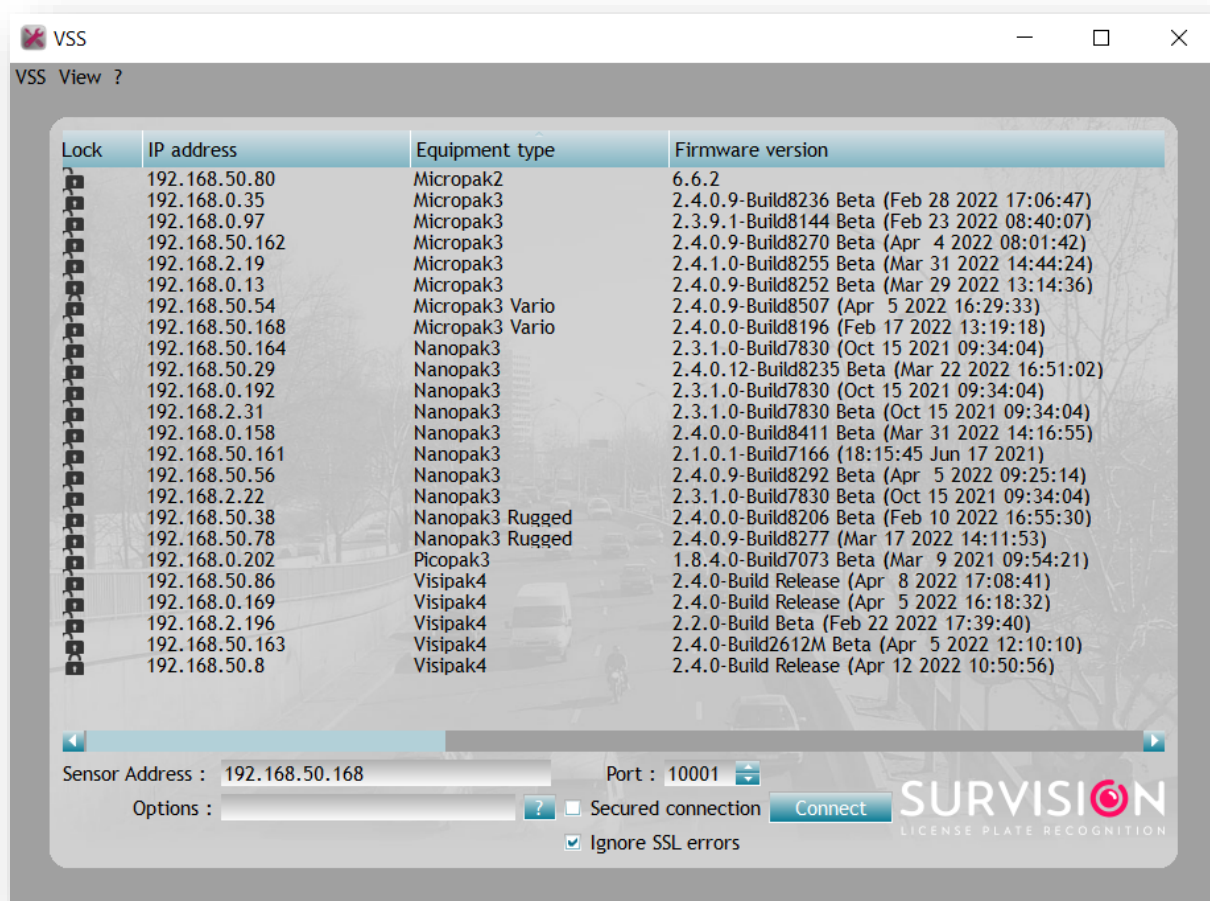 VSS
VSS View ?
Lock IP address Equipment type Firmware version
192.168.50.80 Micropak2 6.6.2
192.168.0.35 Micropak3 2.4.0.9-Build8236 Beta (Feb 28 2022 17:06:47)
192.168.0.97 Micropak3 2.3.9.1-Build8144 Beta (Feb 23 2022 08:40:07)
192.168.50.162 Micropak3 2.4.0.9-Build8270 Beta (Apr  4 2022 08:01:42)
192.168.2.19 Micropak3 2.4.1.0-Build8255 Beta (Mar 31 2022 14:44:24)
192.168.0.13 Micropak3 2.4.0.9-Build8252 Beta (Mar 29 2022 13:14:36)
192.168.50.54 Micropak3 Vario 2.4.0.9-Build8507 (Apr  5 2022 16:29:33)
192.168.50.168 Micropak3 Vario 2.4.0.0-Build8196 (Feb 17 2022 13:19:18)
192.168.50.164 Nanopak3 2.3.1.0-Build7830 (Oct 15 2021 09:34:04)
192.168.50.29 Nanopak3 2.4.0.12-Build8235 Beta (Mar 22 2022 16:51:02)
192.168.0.192 Nanopak3 2.3.1.0-Build7830 (Oct 15 2021 09:34:04)
192.168.2.31 Nanopak3 2.3.1.0-Build7830 Beta (Oct 15 2021 09:34:04)
192.168.0.158 Nanopak3 2.4.0.0-Build8411 Beta (Mar 31 2022 14:16:55)
192.168.50.161 Nanopak3 2.1.0.1-Build7166 (18:15:45 Jun 17 2021)
192.168.50.56 Nanopak3 2.4.0.9-Build8292 Beta (Apr  5 2022 09:25:14)
192.168.2.22 Nanopak3 2.3.1.0-Build7830 Beta (Oct 15 2021 09:34:04)
192.168.50.38 Nanopak3 Rugged 2.4.0.0-Build8206 Beta (Feb 10 2022 16:55:30)
192.168.50.78 Nanopak3 Rugged 2.4.0.9-Build8277 (Mar 17 2022 14:11:53)
192.168.0.202 Picopak3 1.8.4.0-Build7073 Beta (Mar  9 2021 09:54:21)
192.168.50.86 Visipak4 2.4.0-Build Release (Apr  8 2022 17:08:41)
192.168.0.169 Visipak4 2.4.0-Build Release (Apr  5 2022 16:18:32)
192.168.2.196 Visipak4 2.2.0-Build Beta (Feb 22 2022 17:39:40)
192.168.50.163 Visipak4 2.4.0-Build2612M Beta (Apr  5 2022 12:10:10)
192.168.50.8 Visipak4 2.4.0-Build Release (Apr 12 2022 10:50:56)
Sensor Address : 192.168.50.168 Port : 10001
Options : ? Secured connection Connect
Ignore SSL errors
SURVISION
LICENSE PLATE RECOGNITION